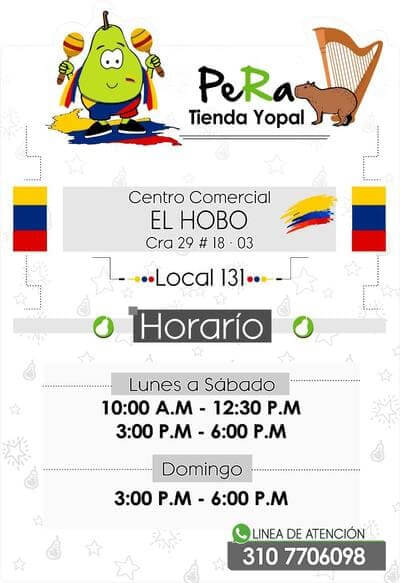 PeRa
Tienda Yopal
Centro Comercial
EL HOBO
Cra 29 # 18 - 03
Local 131
Horario
Lunes a Sábado
10:00 A.M - 12:30 P.M
3:00 P.M - 6:00 P.M
Domingo
3:00 P.M - 6:00 P.M
LINEA DE ATENCIÓN
310 7706098